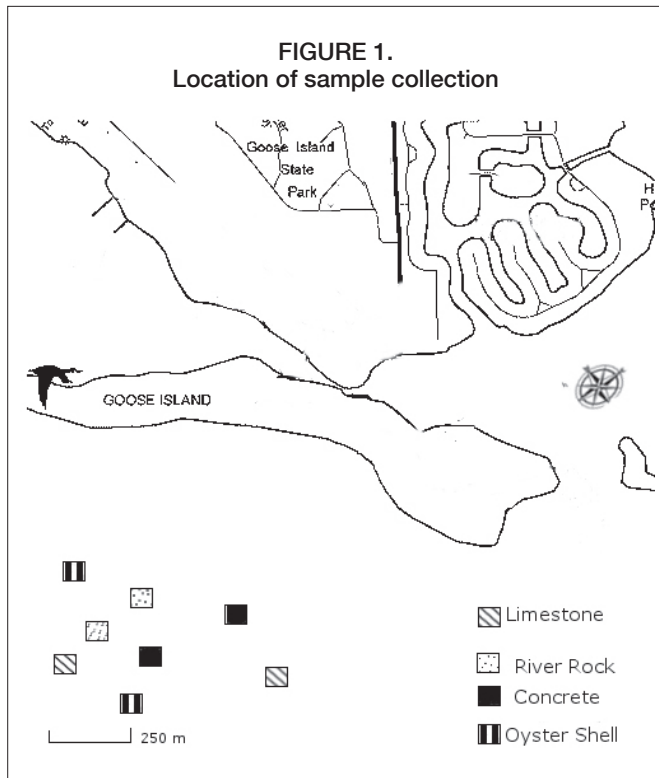 FIGURE 1.
Location of sample collection
Goose Island
State
Park
H
GOOSE ISLAND
Limestone
River Rock
Concrete
Oyster Shell
250 m